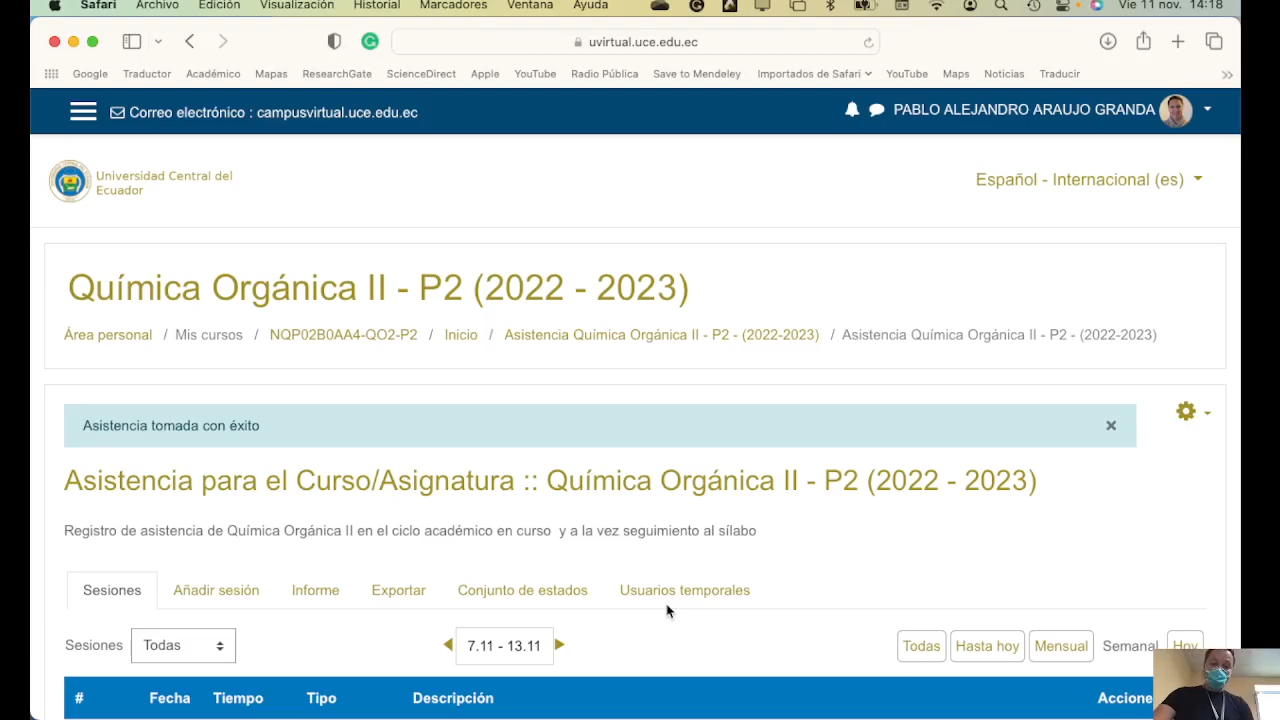 Safari Archivo Edición Visualización Historial Marcadores Ventana Ayuda Vie 11 nov. 14:18
uvirtual.uce.edu.ec
Google Traductor Académico Mapas ResearchGate ScienceDirect Apple YouTube Radio Pública Save to Mendeley Importados de Safari YouTube Maps Noticias Traducir
Correo electrónico : campusvirtual.uce.edu.ec PABLO ALEJANDRO ARAUJO GRANDA
Universidad Central del
Ecuador
Español - Internacional (es)
Química Orgánica II - P2 (2022 - 2023)
Área personal / Mis cursos / NQP02B0AA4-QO2-P2 / Inicio / Asistencia Química Orgánica II - P2 - (2022-2023) / Asistencia Química Orgánica II - P2 - (2022-2023)
Asistencia tomada con éxito ×
Asistencia para el Curso/Asignatura :: Química Orgánica II - P2 (2022 - 2023)
Registro de asistencia de Química Orgánica II en el ciclo académico en curso y a la vez seguimiento al sílabo
Sesiones Añadir sesión Informe Exportar Conjunto de estados Usuarios temporales
Sesiones Todas 7.11 - 13.11 Todas Hasta hoy Mensual Semanal Hoy
# Fecha Tiempo Tipo Descripción Accione